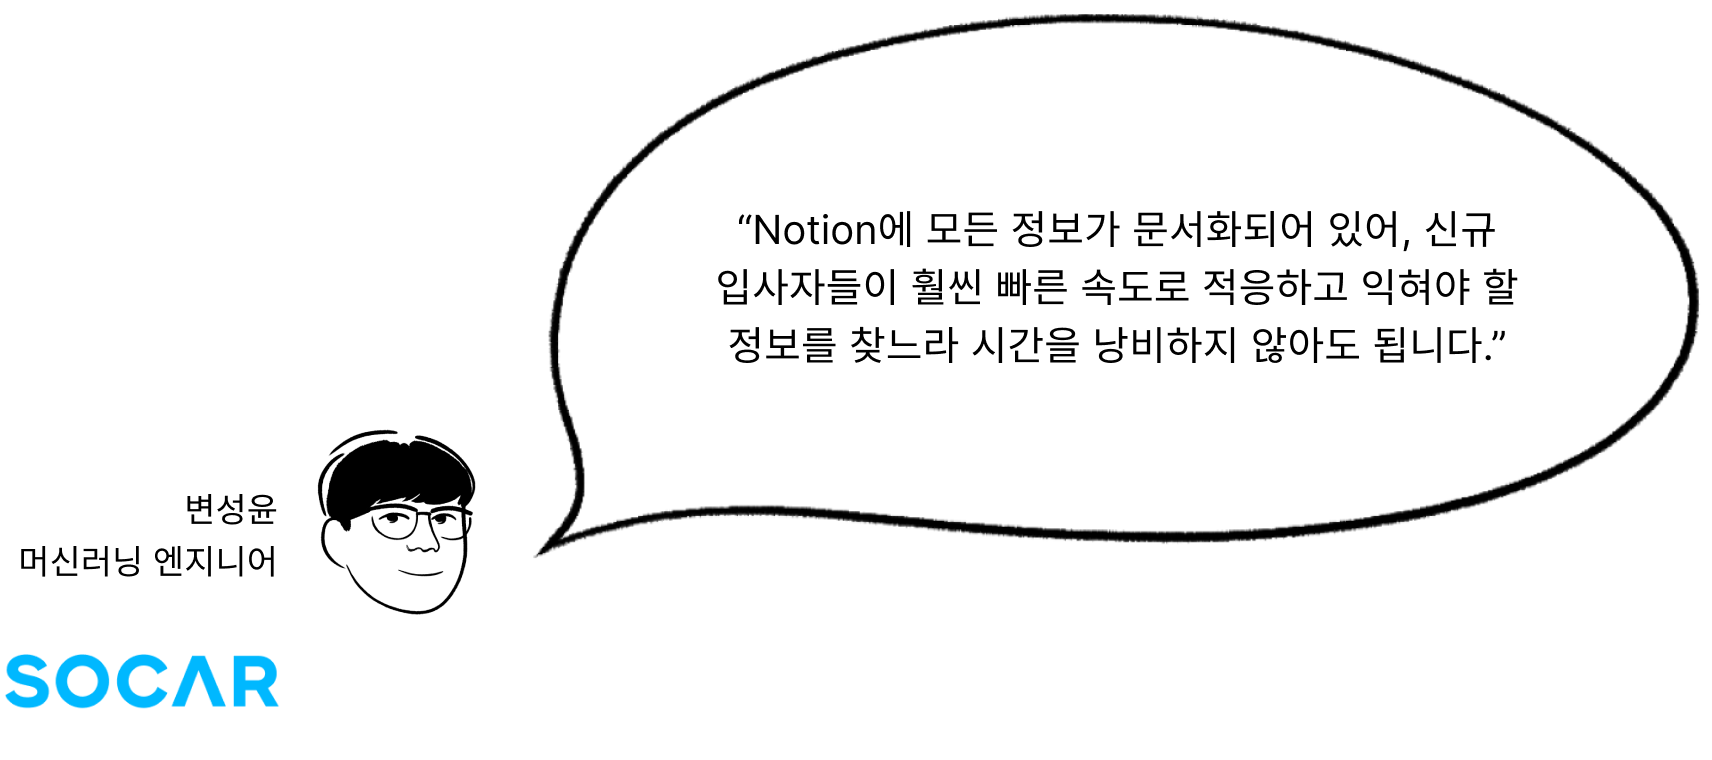 “Notion에 모든 정보가 문서화되어 있어, 신규
입사자들이 훨씬 빠른 속도로 적응하고 익혀야 할
정보를 찾느라 시간을 낭비하지 않아도 됩니다.”
변성윤
머신러닝 엔지니어
SOCAR